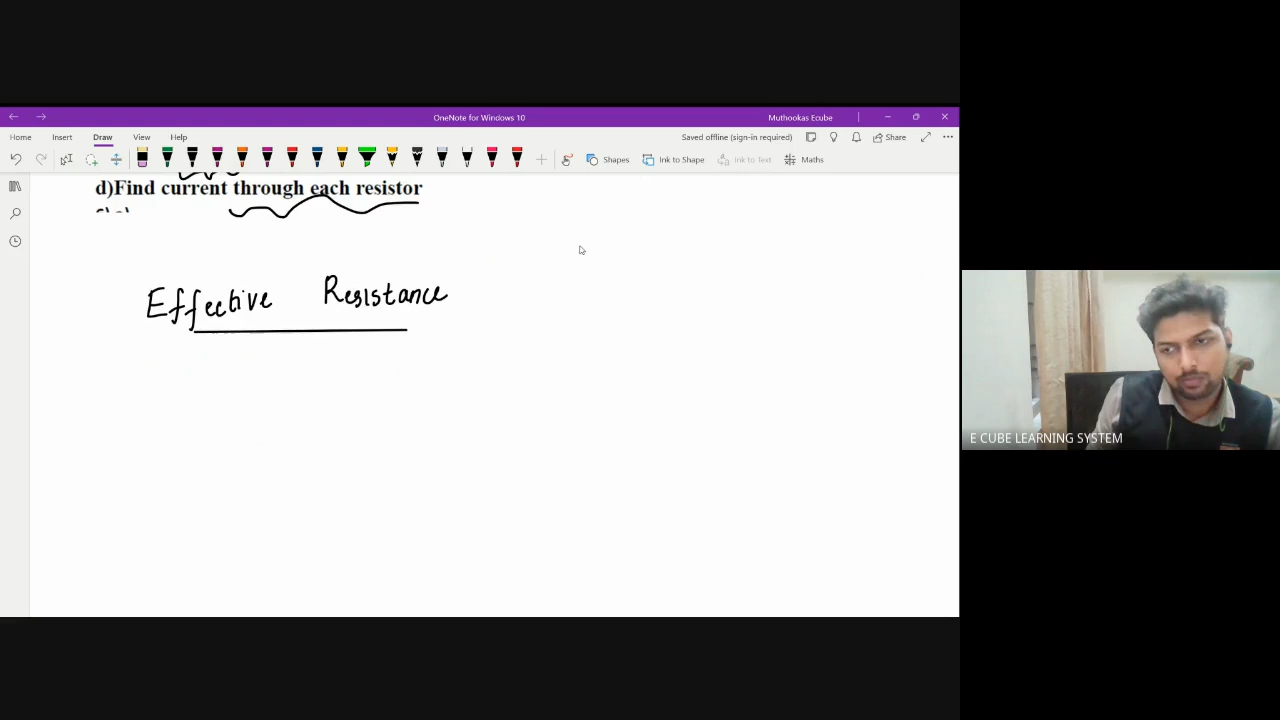 OneNote for Windows 10
Muthookas Ecube
Home Insert Draw View Help
Saved offline (sign-in required)
Share
Shapes
Ink to Shape
Ink to Text
Maths
d)Find current through each resistor
Effective Resistance
E CUBE LEARNING SYSTEM